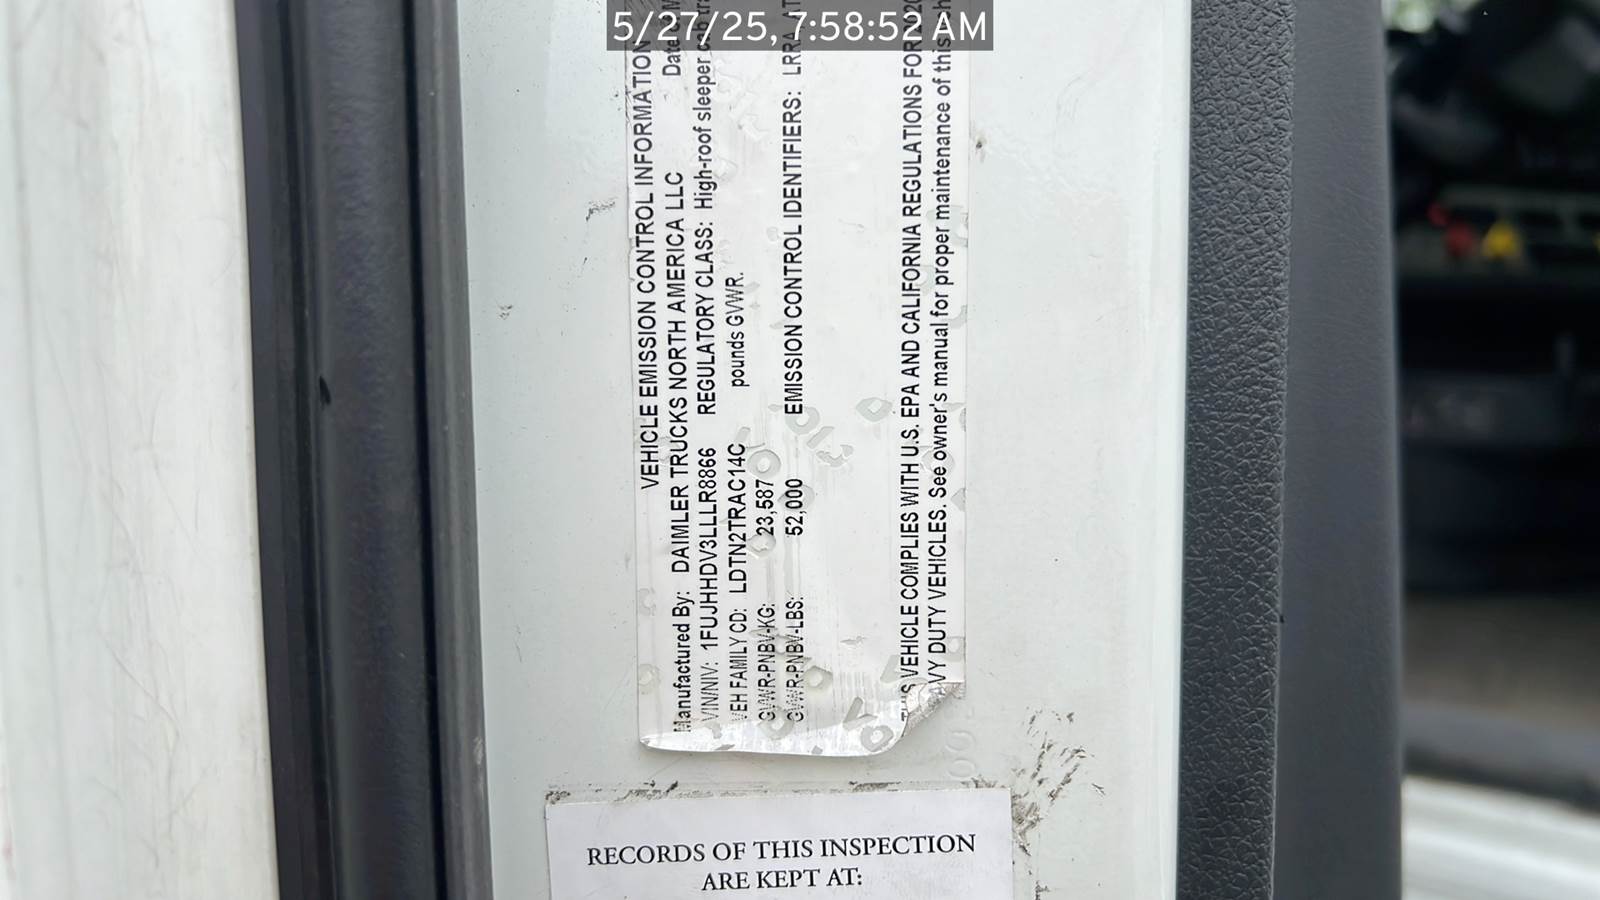 5/27/25, 7:58:52 AM
VEHICLE EMISSION CONTROL INFORMATION
Manufactured By: DAIMLER TRUCKS NORTH AMERICA LLC Date
VIN/NIV: 1FUJHHDV3LLLR8866 REGULATORY CLASS: High-roof sleeper
VEH FAMILY CD: LDTN2TRAC14C pounds GVWR.
GVWR-PNBV-KG: 23,587
GVWR-PNBV-LBS: 52,000 EMISSION CONTROL IDENTIFIERS:
VEHICLE COMPLIES WITH U.S. EPA AND CALIFORNIA REGULATIONS FOR
VY DUTY VEHICLES. See owner's manual for proper maintenance of this
RECORDS OF THIS INSPECTION
ARE KEPT AT: